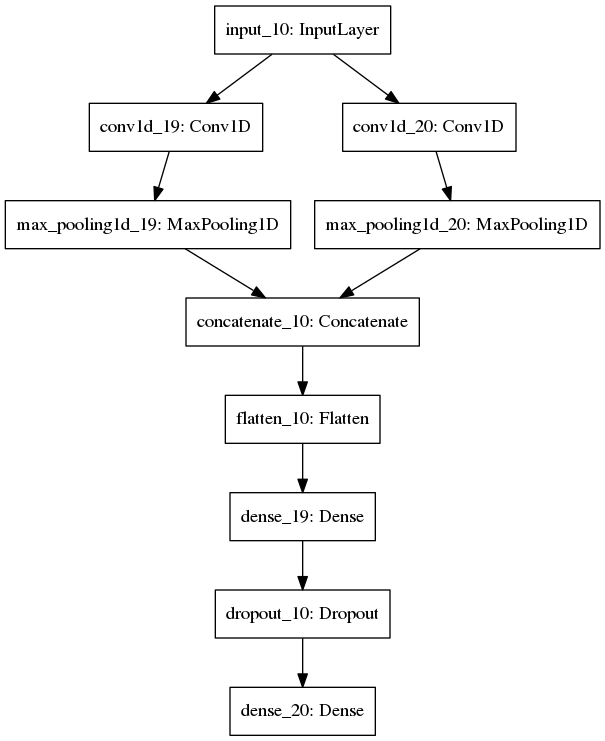 input_10: InputLayer
conv1d_19: Conv1D
conv1d_20: Conv1D
max_pooling1d_19: MaxPooling1D
max_pooling1d_20: MaxPooling1D
concatenate_10: Concatenate
flatten_10: Flatten
dense_19: Dense
dropout_10: Dropout
dense_20: Dense